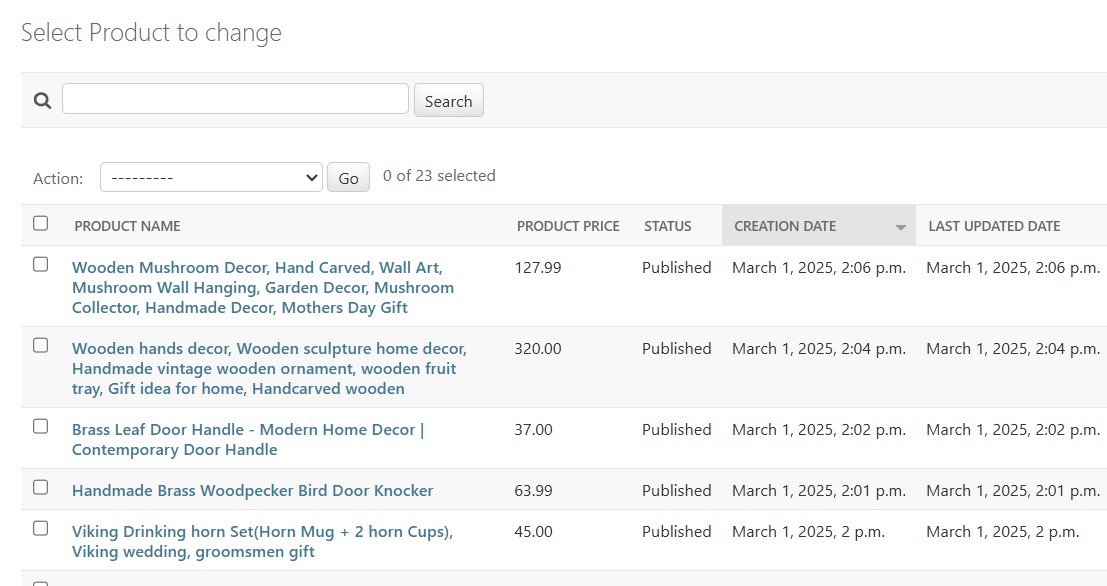 Select Product to change
Search
Action: --------- Go 0 of 23 selected
PRODUCT NAME PRODUCT PRICE STATUS CREATION DATE LAST UPDATED DATE
Wooden Mushroom Decor, Hand Carved, Wall Art, 127.99 Published March 1, 2025, 2:06 p.m. March 1, 2025, 2:06 p.m.
Mushroom Wall Hanging, Garden Decor, Mushroom
Collector, Handmade Decor, Mothers Day Gift
Wooden hands decor, Wooden sculpture home decor, 320.00 Published March 1, 2025, 2:04 p.m. March 1, 2025, 2:04 p.m.
Handmade vintage wooden ornament, wooden fruit
tray, Gift idea for home, Handcarved wooden
Brass Leaf Door Handle - Modern Home Decor | 37.00 Published March 1, 2025, 2:02 p.m. March 1, 2025, 2:02 p.m.
Contemporary Door Handle
Handmade Brass Woodpecker Bird Door Knocker 63.99 Published March 1, 2025, 2:01 p.m. March 1, 2025, 2:01 p.m.
Viking Drinking horn Set(Horn Mug + 2 horn Cups), 45.00 Published March 1, 2025, 2 p.m. March 1, 2025, 2 p.m.
Viking wedding, groomsmen gift